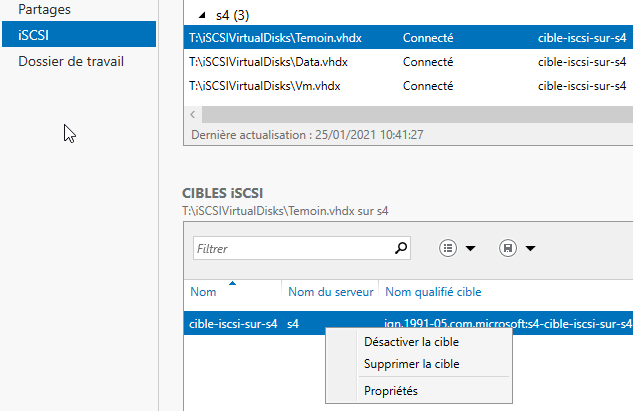 Partages
iSCSI
Dossier de travail
s4 (3)
T:\iSCSIVirtualDisks\Temoin.vhdx Connecté cible-iscsi-sur-s4
T:\iSCSIVirtualDisks\Data.vhdx Connecté cible-iscsi-sur-s4
T:\iSCSIVirtualDisks\Vm.vhdx Connecté cible-iscsi-sur-s4
Dernière actualisation : 25/01/2021 10:41:27
CIBLES iSCSI
T:\iSCSIVirtualDisks\Temoin.vhdx sur s4
Filtrer
Nom Nom du serveur Nom qualifié cible
cible-iscsi-sur-s4 s4 iqn.1991-05.com.microsoft:s4-cible-iscsi-sur-s4
Désactiver la cible
Supprimer la cible
Propriétés